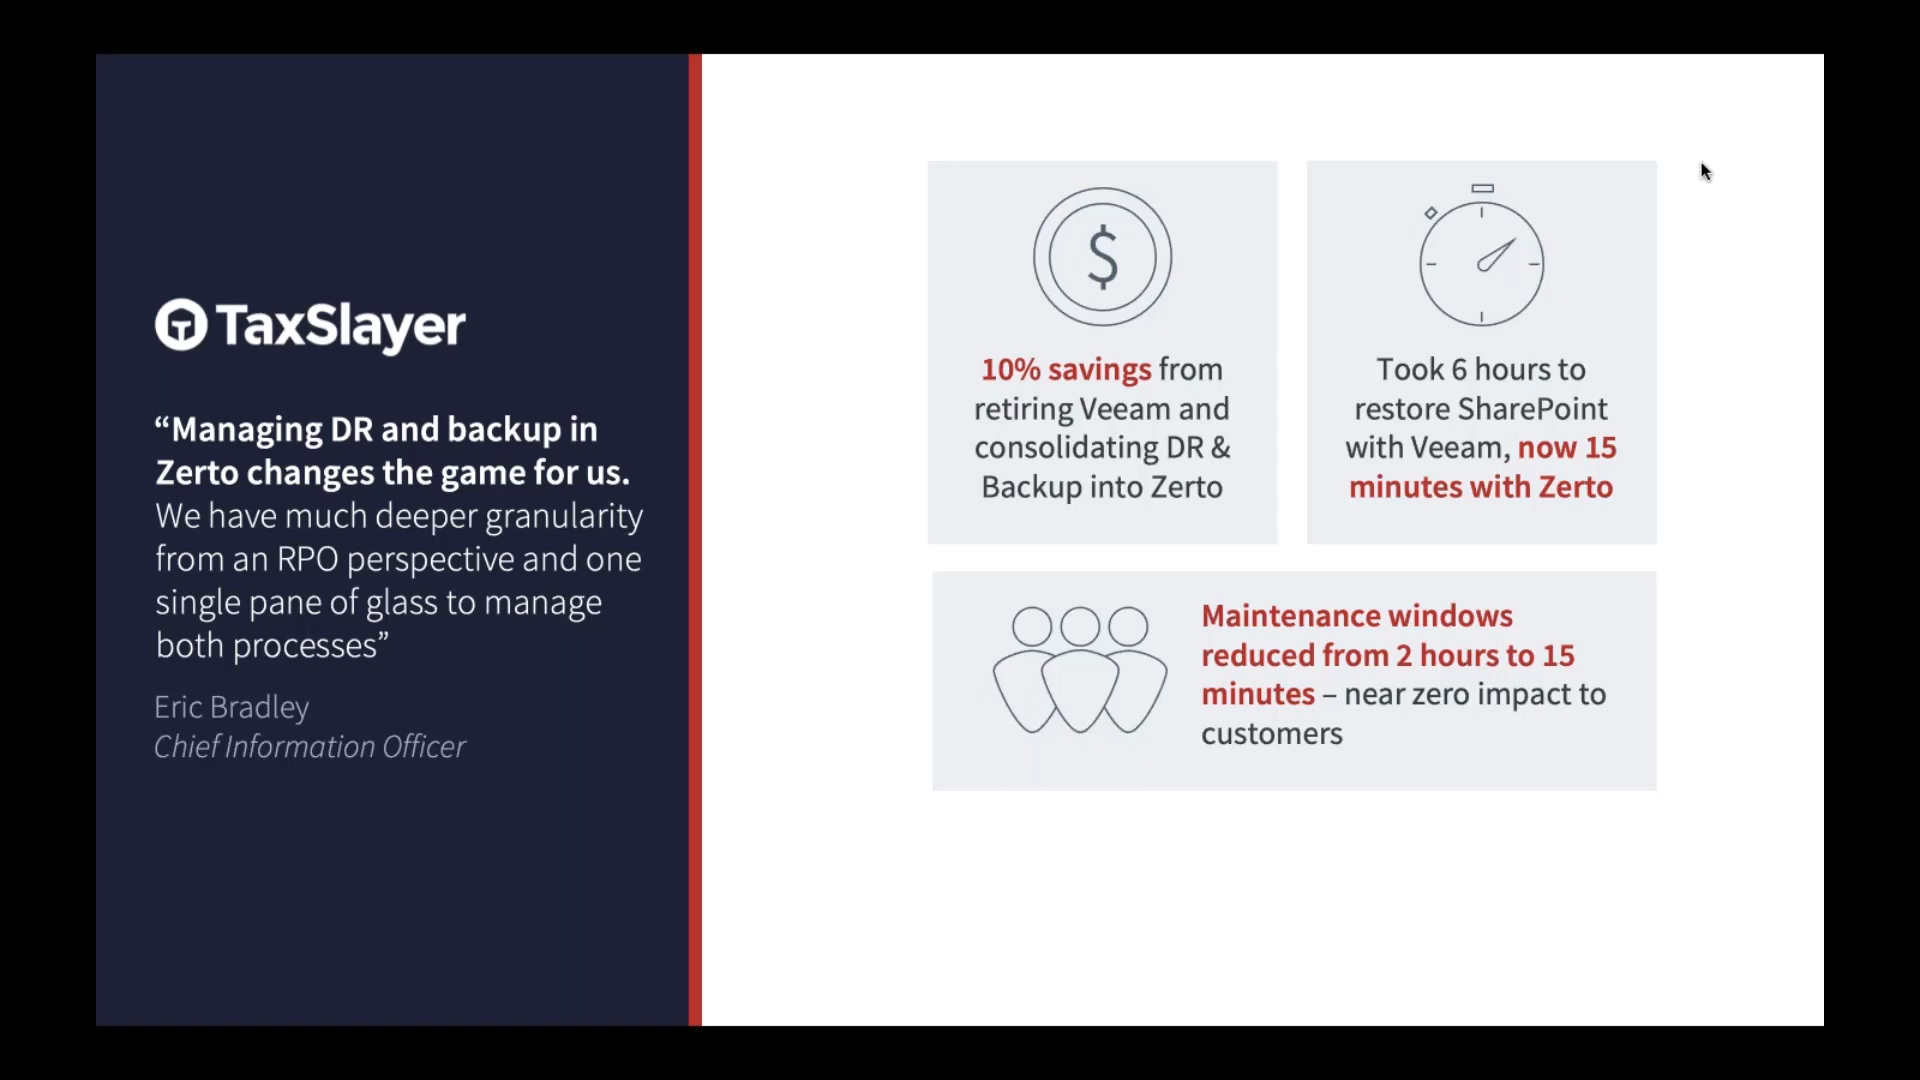 TaxSlayer
“Managing DR and backup in
Zerto changes the game for us.
We have much deeper granularity
from an RPO perspective and one
single pane of glass to manage
both processes”
Eric Bradley
Chief Information Officer
$
10% savings from
retiring Veeam and
consolidating DR &
Backup into Zerto
Took 6 hours to
restore SharePoint
with Veeam, now 15
minutes with Zerto
Maintenance windows
reduced from 2 hours to 15
minutes – near zero impact to
customers